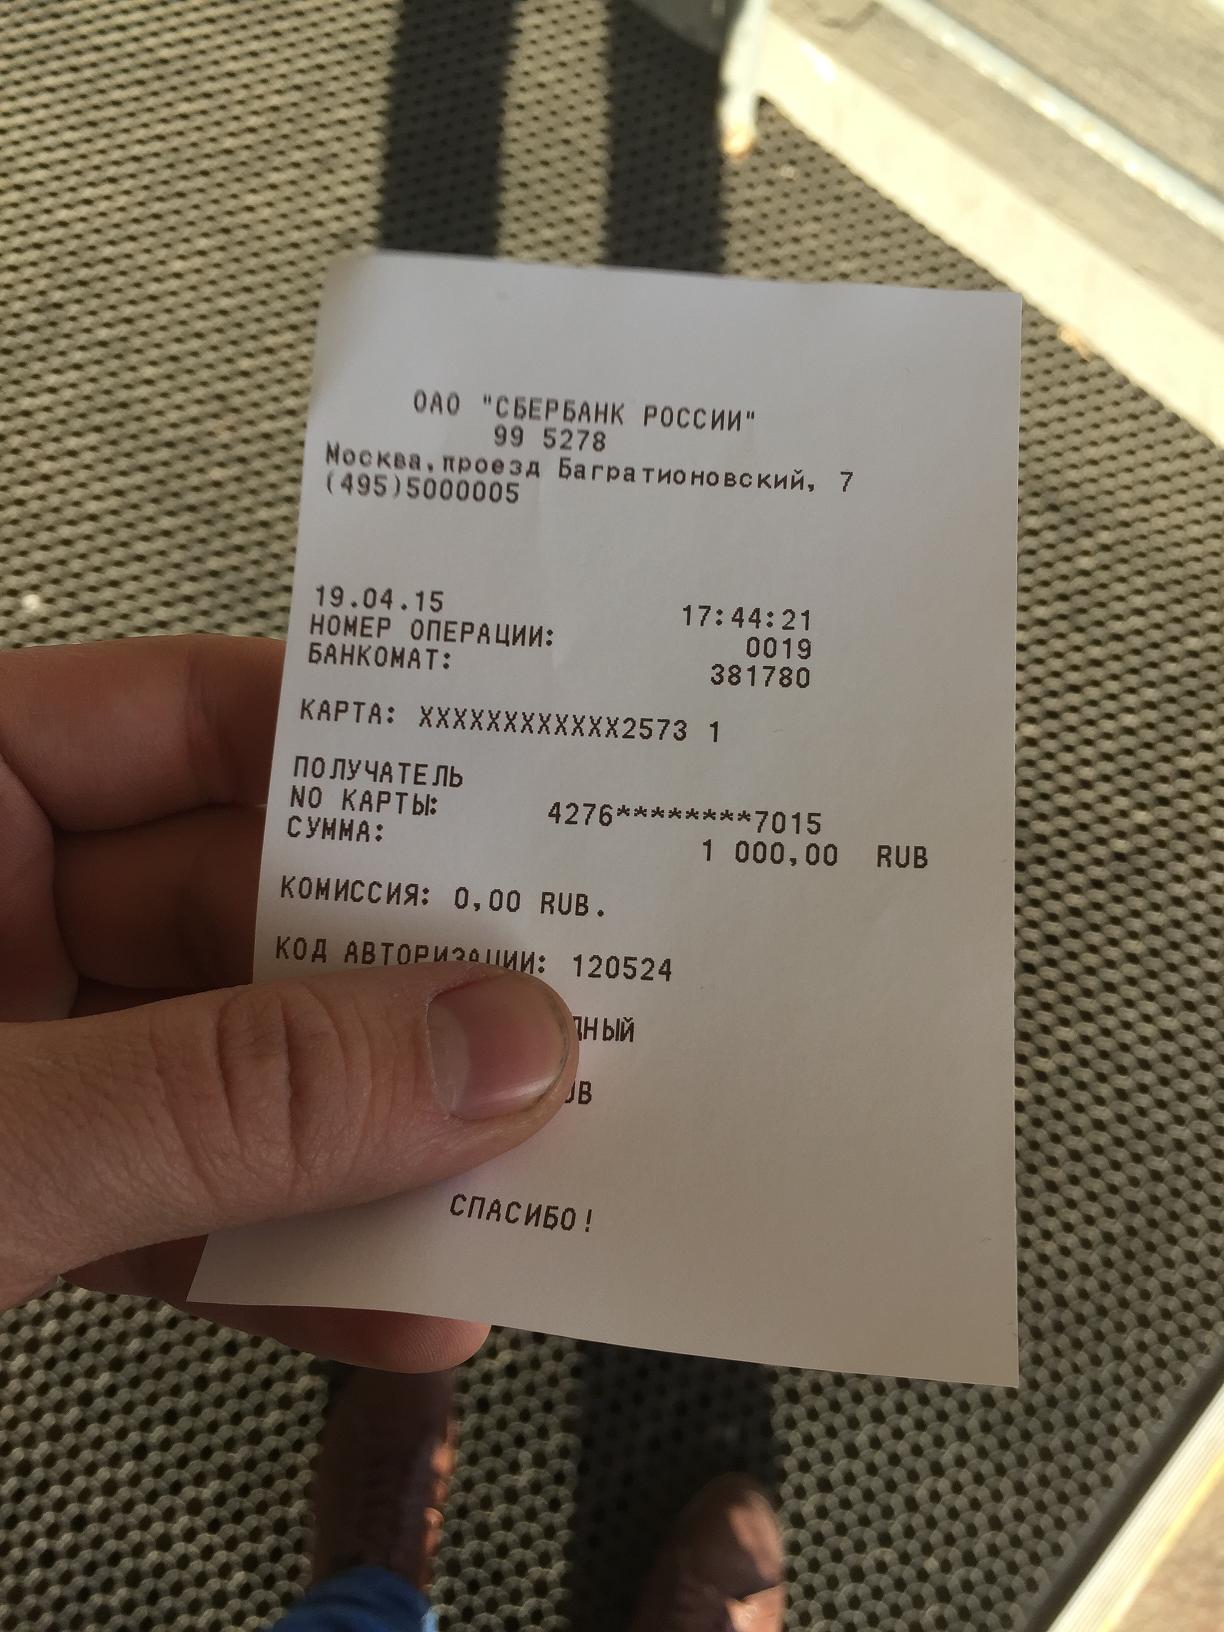 ОАО "СБЕРБАНК РОССИИ"
99 5278
Москва,проезд Багратионовский, 7
(495)5000005
19.04.15 17:44:21
НОМЕР ОПЕРАЦИИ: 0019
БАНКОМАТ: 381780
КАРТА: XXXXXXXXXXXX2573 1
ПОЛУЧАТЕЛЬ
NO КАРТЫ: 4276********7015
СУММА: 1 000,00 RUB
КОМИССИЯ: 0,00 RUB.
КОД АВТОРИЗАЦИИ: 120524
СПАСИБО!